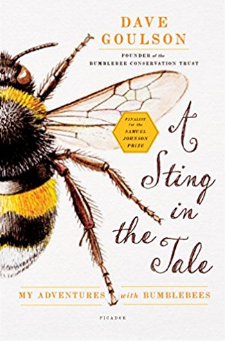 DAVE
GOULSON
FOUNDER of the
BUMBLEBEE CONSERVATION TRUST
FINALIST
for the
SAMUEL
JOHNSON
PRIZE
A
Sting
in
the
Tale
MY ADVENTURES with BUMBLEBEES
PICADOR